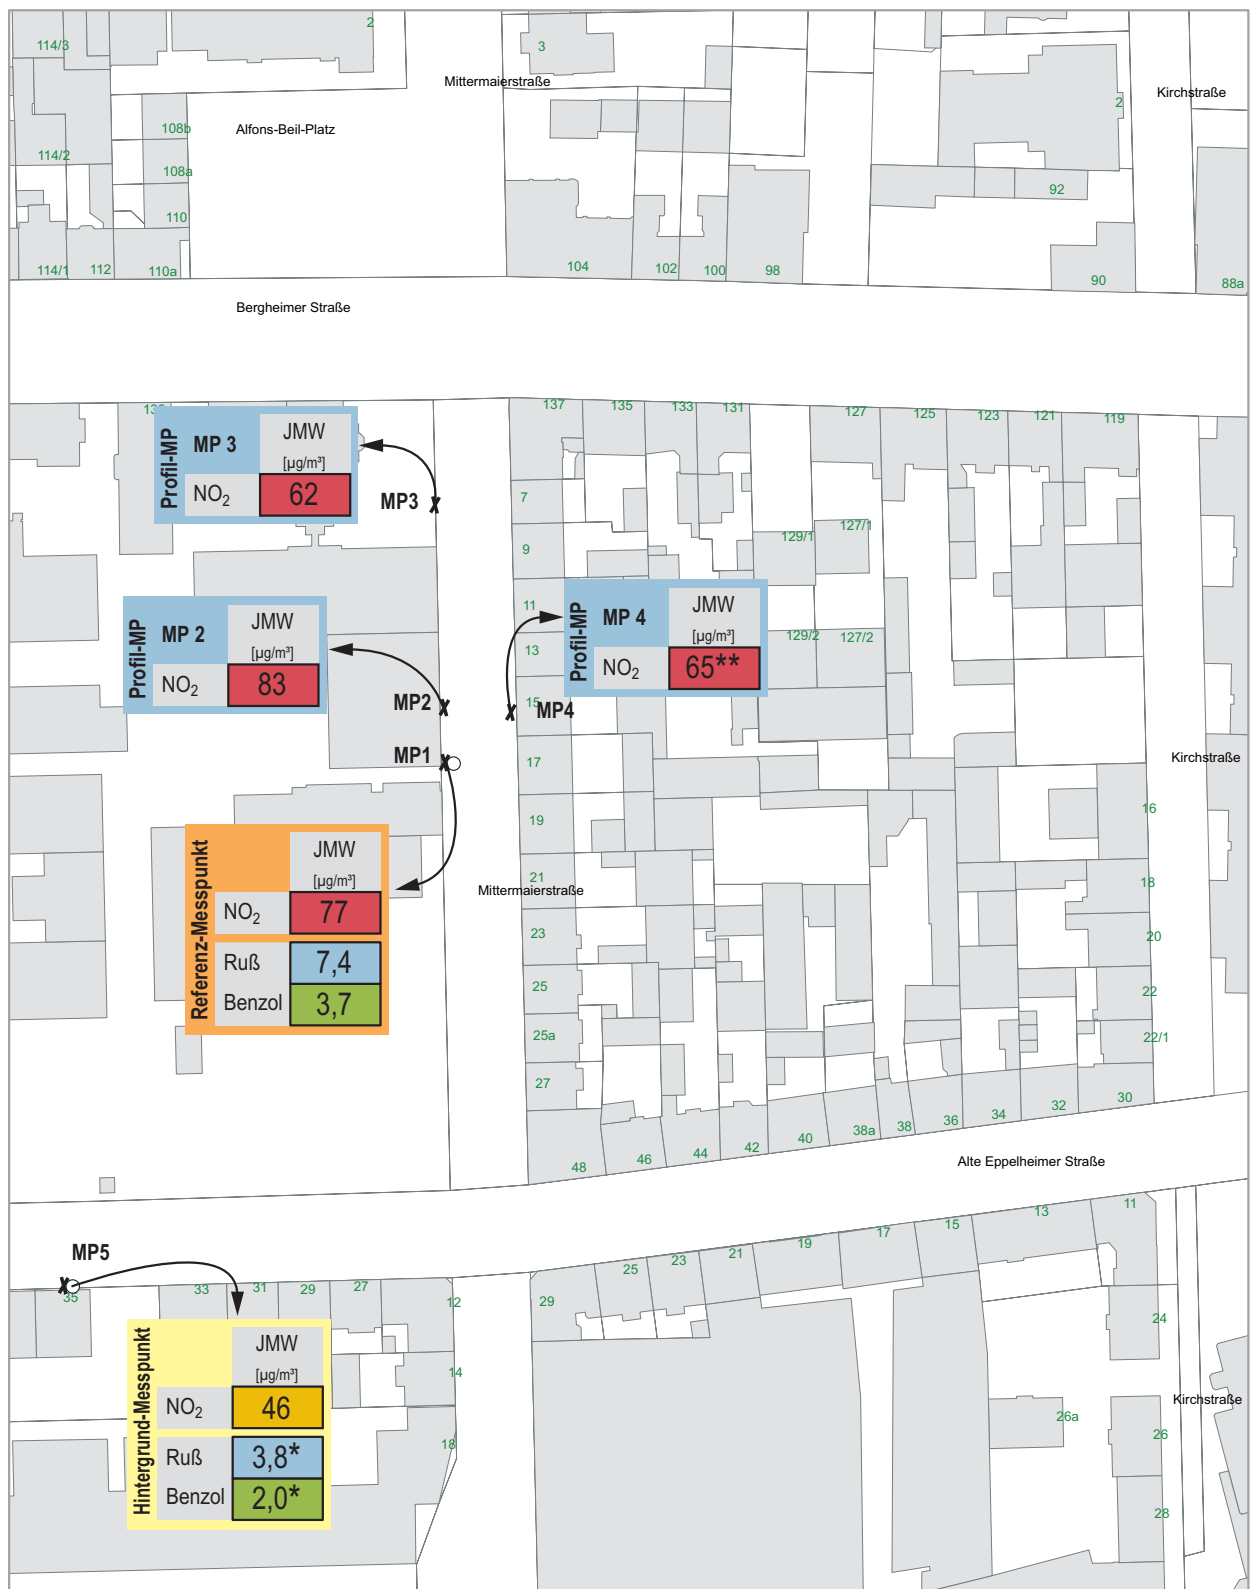 2
114/3
3
Mittermaierstraße
Kirchstraße
2
108b
Alfons-Beil-Platz
114/2
108a
92
110
114/1
112
110a
104
102
100
98
90
88a
Bergheimer Straße
137
135
133
131
127
125
123
121
119
Profil-MP
MP 3
JMW
[µg/m³]
NO₂
62
MP3
7
9
129/1
127/1
11
13
15
129/2
127/2
Profil-MP
MP 2
JMW
[µg/m³]
NO₂
83
MP2
Profil-MP
MP 4
JMW
[µg/m³]
NO₂
65**
MP4
MP1
17
Kirchstraße
19
16
21
Mittermaierstraße
18
23
20
25
22
25a
22/1
27
30
Referenz-Messpunkt
JMW
[µg/m³]
NO₂
77
Ruß
7,4
Benzol
3,7
48
46
44
42
40
38a
38
36
34
32
Alte Eppelheimer Straße
MP5
35
33
31
29
27
12
29
25
23
21
19
17
15
13
11
14
24
18
26a
Kirchstraße
26
28
Hintergrund-Messpunkt
JMW
[µg/m³]
NO₂
46
Ruß
3,8*
Benzol
2,0*